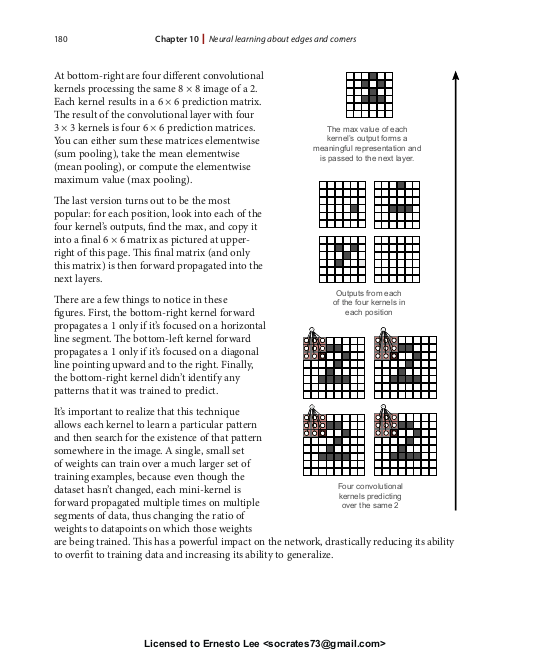 180
Chapter 10 | Neural learning about edges and corners
At bottom-right are four different convolutional
kernels processing the same 8 × 8 image of a 2.
Each kernel results in a 6 × 6 prediction matrix.
The result of the convolutional layer with four
3 × 3 kernels is four 6 × 6 prediction matrices.
You can either sum these matrices elementwise
(sum pooling), take the mean elementwise
(mean pooling), or compute the elementwise
maximum value (max pooling).
The last version turns out to be the most
popular: for each position, look into each of the
four kernel's outputs, find the max, and copy it
into a final 6 × 6 matrix as pictured at upper-
right of this page. This final matrix (and only
this matrix) is then forward propagated into the
next layers.
There are a few things to notice in these
figures. First, the bottom-right kernel forward
propagates a 1 only if it's focused on a horizontal
line segment. The bottom-left kernel forward
propagates a 1 only if it's focused on a diagonal
line pointing upward and to the right. Finally,
the bottom-right kernel didn't identify any
patterns that it was trained to predict.
It's important to realize that this technique
allows each kernel to learn a particular pattern
and then search for the existence of that pattern
somewhere in the image. A single, small set
of weights can train over a much larger set of
training examples, because even though the
dataset hasn't changed, each mini-kernel is
forward propagated multiple times on multiple
segments of data, thus changing the ratio of
weights to datapoints on which those weights
are being trained. This has a powerful impact on the network, drastically reducing its ability
to overfit to training data and increasing its ability to generalize.
The max value of each
kernel's output forms a
meaningful representation and
is passed to the next layer.
Outputs from each
of the four kernels in
each position
Four convolutional
kernels predicting
over the same 2
Licensed to Ernesto Lee <socrates73@gmail.com>